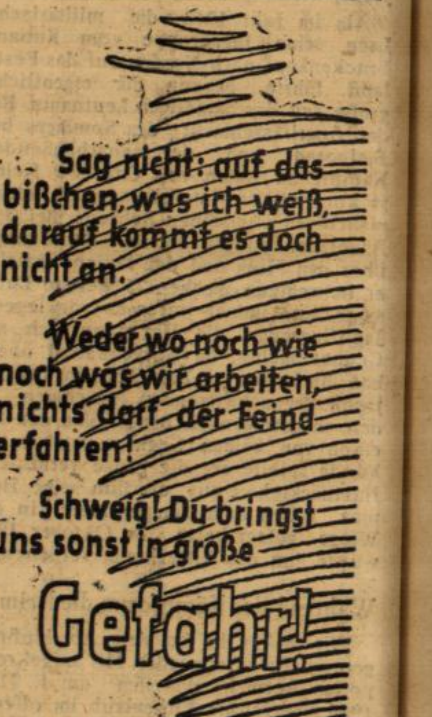 Sag nicht: auf das
bißchen, was ich weiß,
darauf kommt es doch
nicht an.
Weder wo noch wie
noch was wir arbeiten,
nichts darf der Feind
erfahren!
Schweig! Du bringst
uns sonst in große
Gefahr!